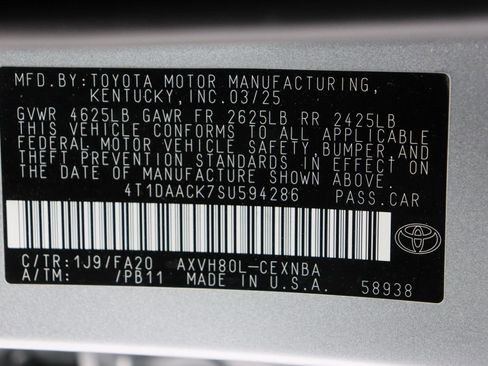 MFD.BY:TOYOTA MOTOR MANUFACTURING,
KENTUCKY,INC.03/25
GVWR 4625LB GAWR FR 2625LB RR 2425LB
THIS VEHICLE CONFORMS TO ALL APPLICABLE
FEDERAL MOTOR VEHICLE SAFETY, BUMPER, AND
THEFT PREVENTION STANDARDS IN EFFECT ON
THE DATE OF MANUFACTURE SHOWN ABOVE.
4T1DAACK7SU594286 PASS.CAR
C/TR:1J9/FA20 AXVH80L-CEXNBA
A/TM: /PB11 MADE IN U.S.A. 58938